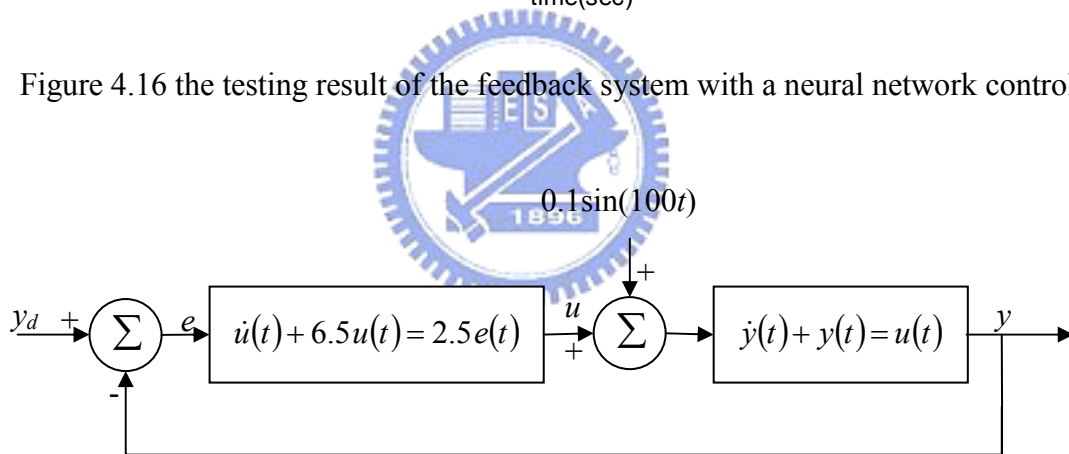 time(sec)
Figure 4.16 the testing result of the feedback system with a neural network control
ES
A
1896
0.1sin(100t)
+
y_d + Σ e u̇(t) + 6.5u(t) = 2.5e(t) u + Σ ẏ(t) + y(t) = u(t) y
-